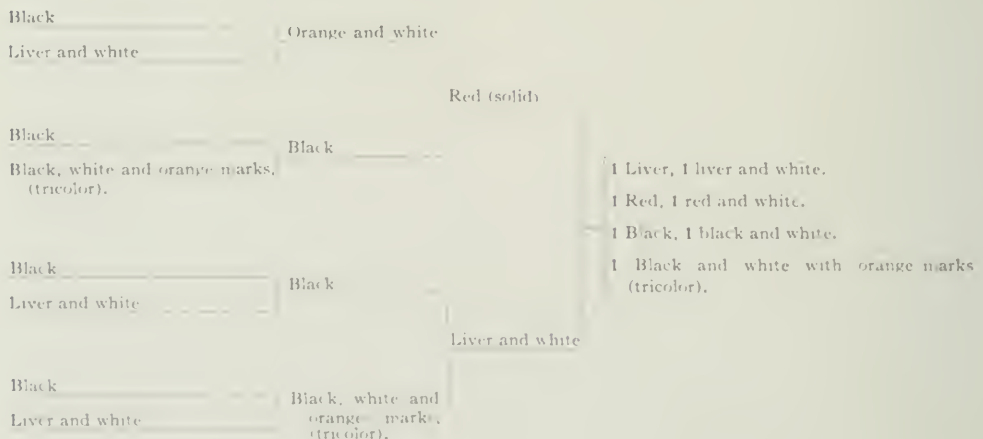 Black
Liver and white
Orange and white
Red (solid)
Black
Black, white and orange marks,
(tricolor).
Black
Black
Liver and white
Black
Liver and white
Black
Liver and white
Black, white and
orange marks,
(tricolor).
1 Liver, 1 liver and white.
1 Red, 1 red and white.
1 Black, 1 black and white.
1 Black and white with orange marks
(tricolor).